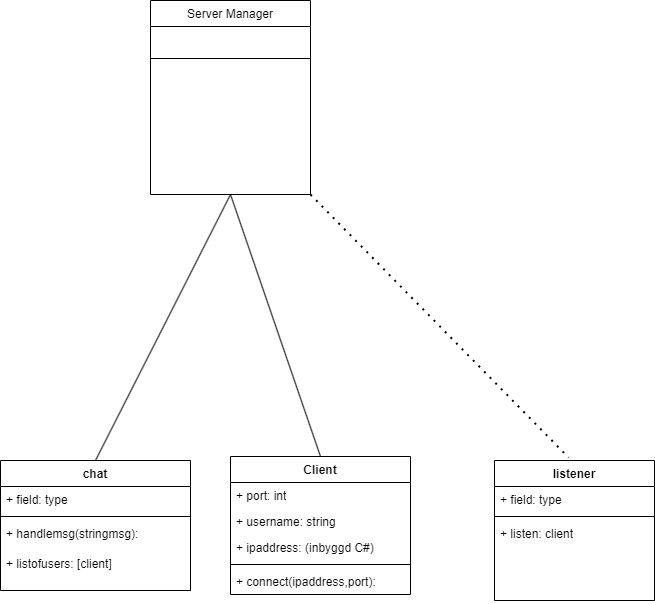 Server Manager
chat
+ field: type
+ handlemsg(stringmsg):
+ listofusers: [client]
Client
+ port: int
+ username: string
+ ipaddress: (inbyggd C#)
+ connect(ipaddress,port):
listener
+ field: type
+ listen: client